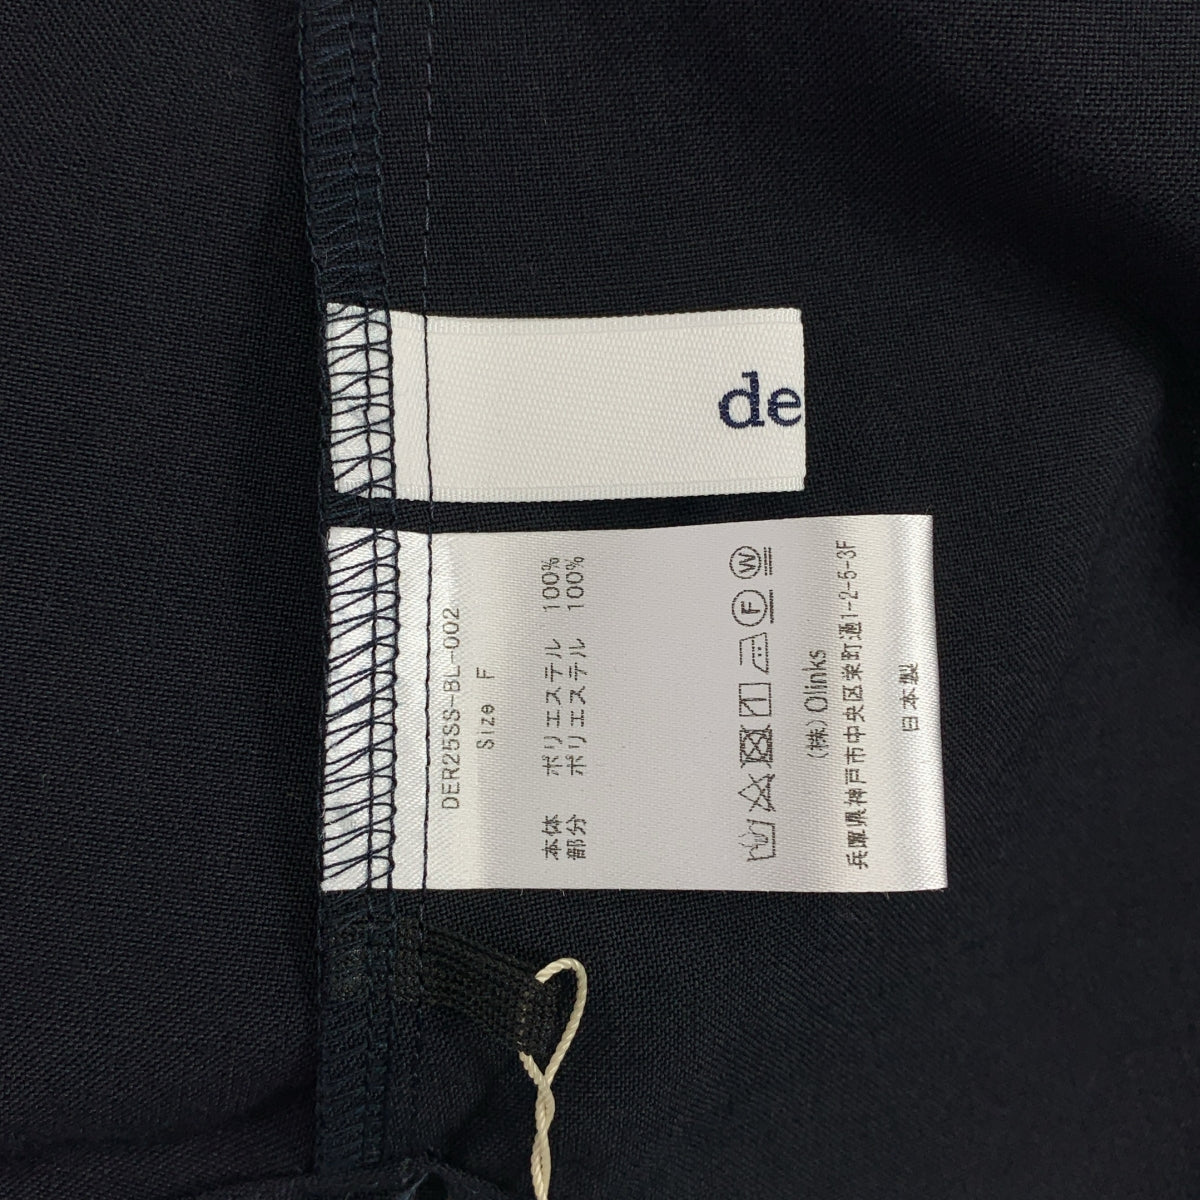 de
DER25SS-BL-002
Size F
本体 ポリエステル 100%
部分 ポリエステル 100%
W
F
(株)Olinks
兵庫県神戸市中央区栄町通1-2-6-3F
日本製